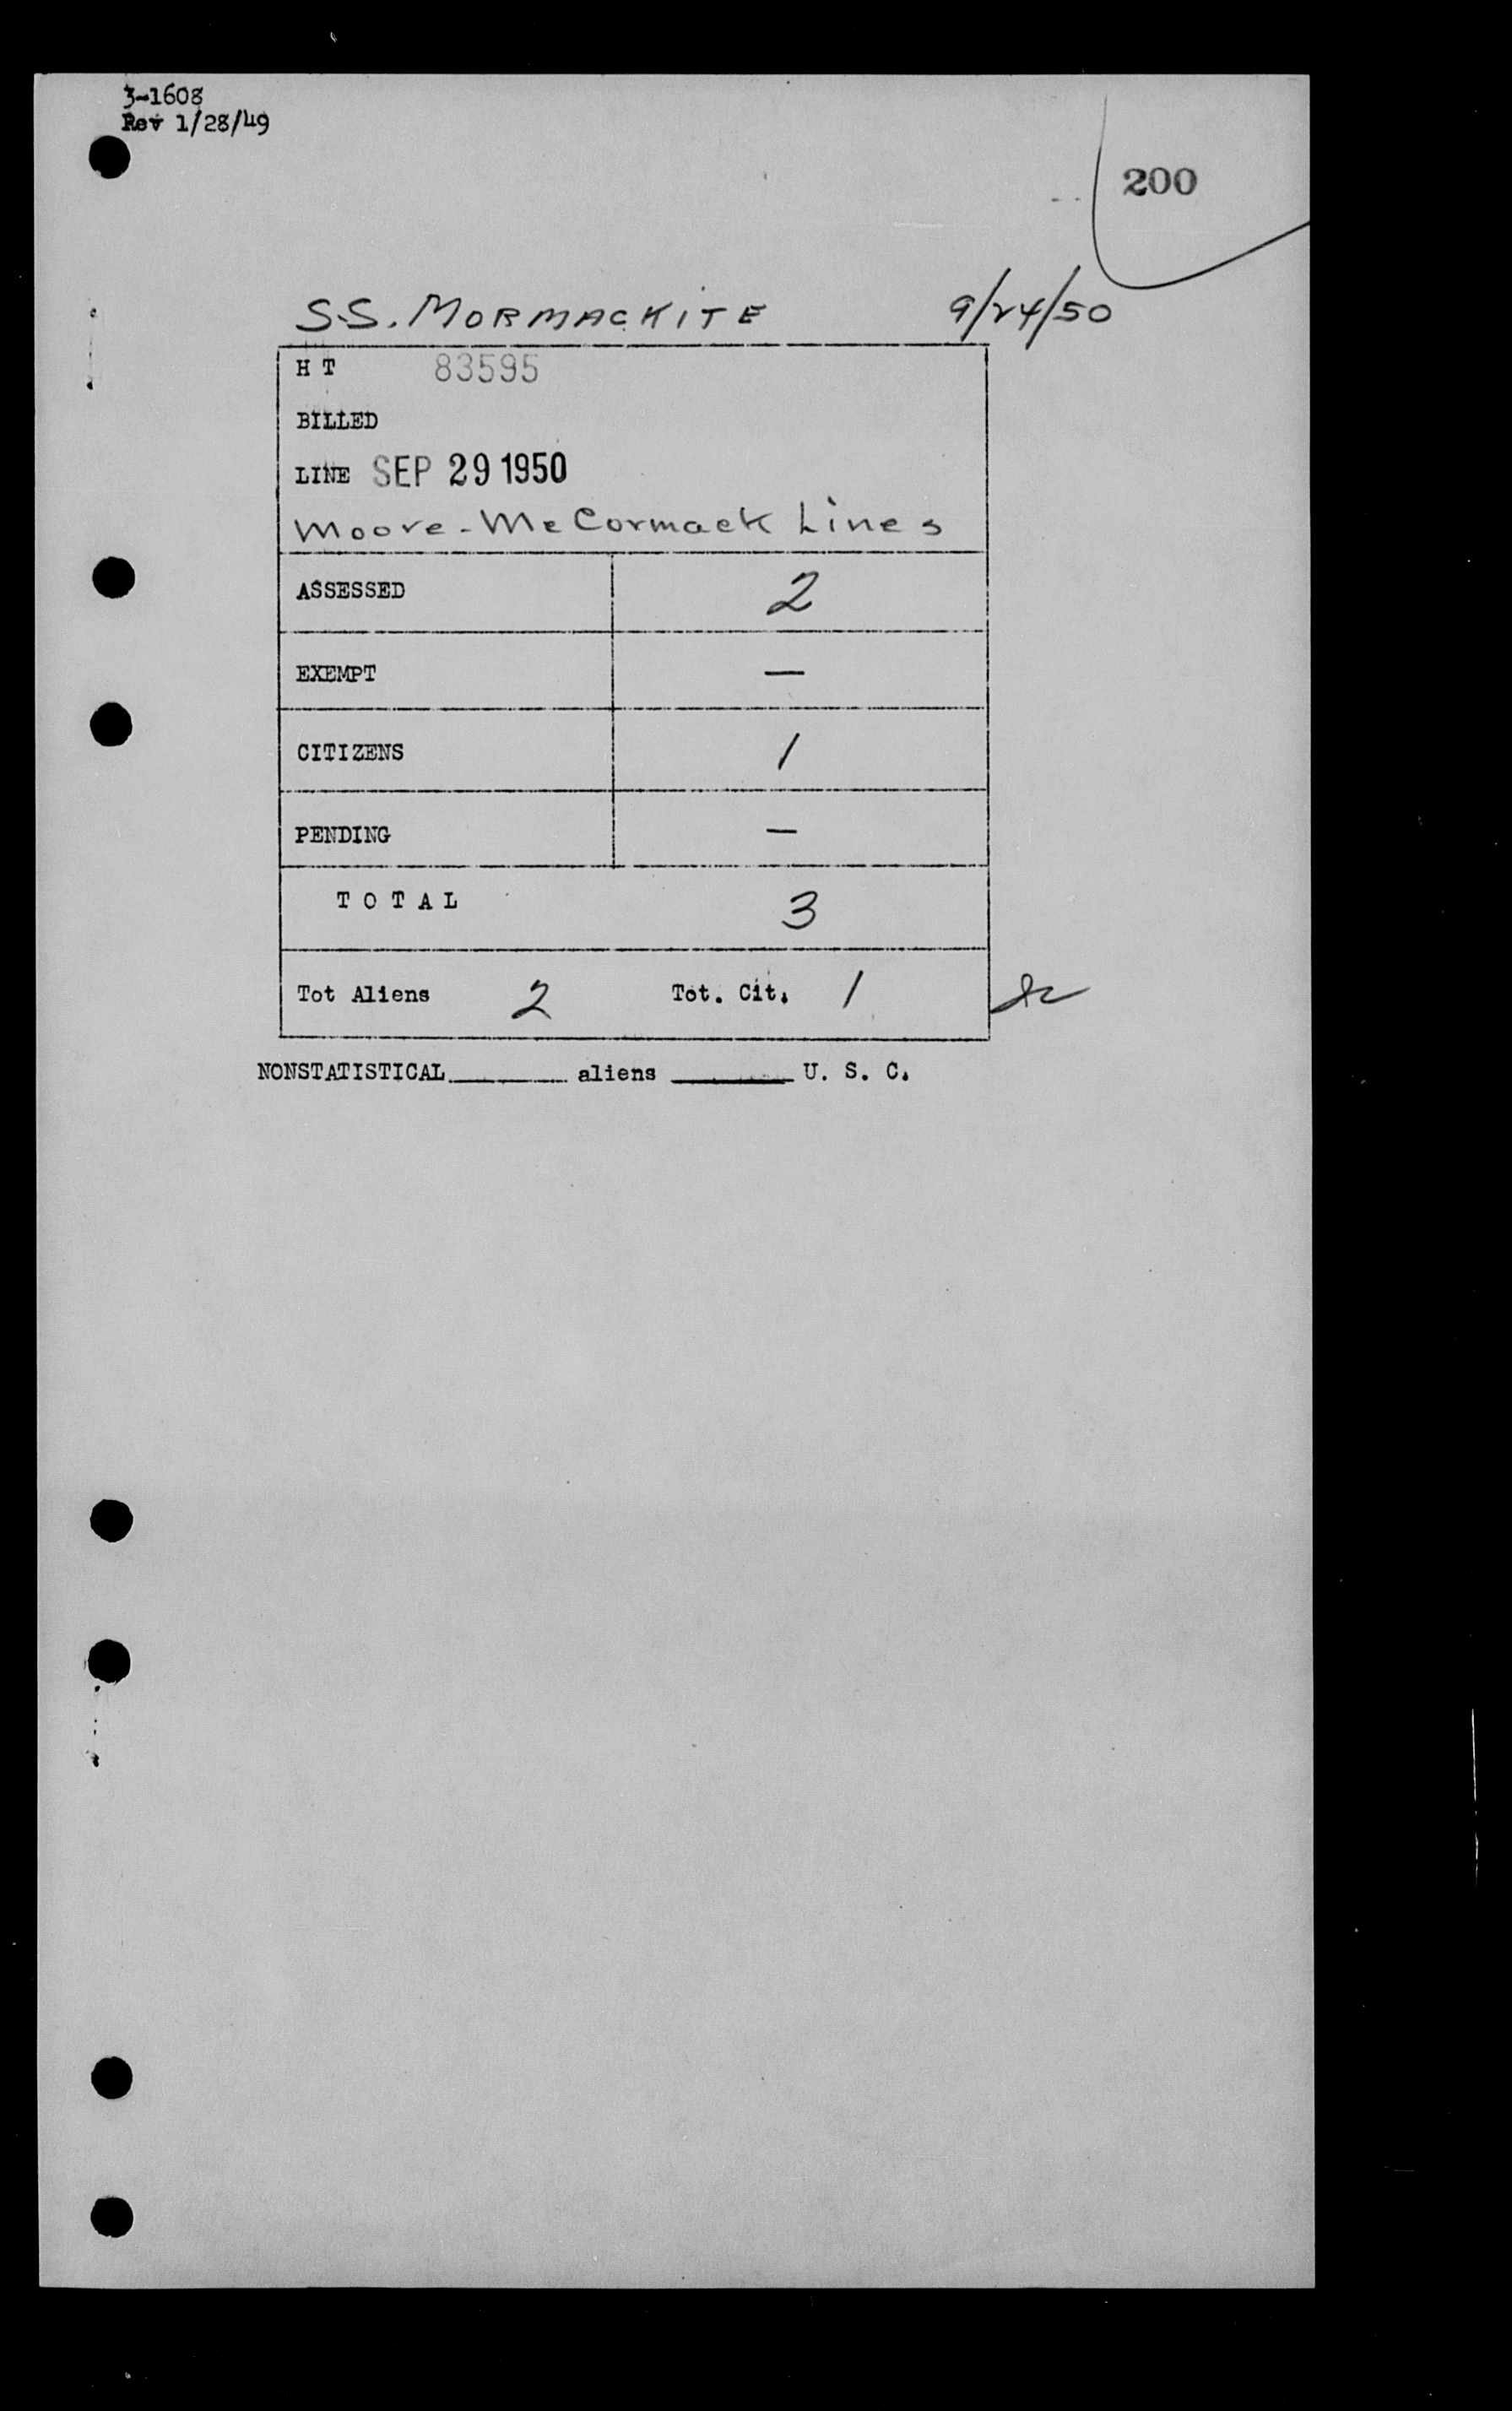 3-1608
Rev 1/28/49
200
S.S. MORMACKITE 9/24/50
H T 83595
BILLED
LINE SEP 29 1950
Moore-McCormack Lines
ASSESSED 2
EXEMPT —
CITIZENS 1
PENDING —
T O T A L 3
Tot Aliens 2 Tot. Cit. 1
NONSTATISTICAL aliens U. S. C.